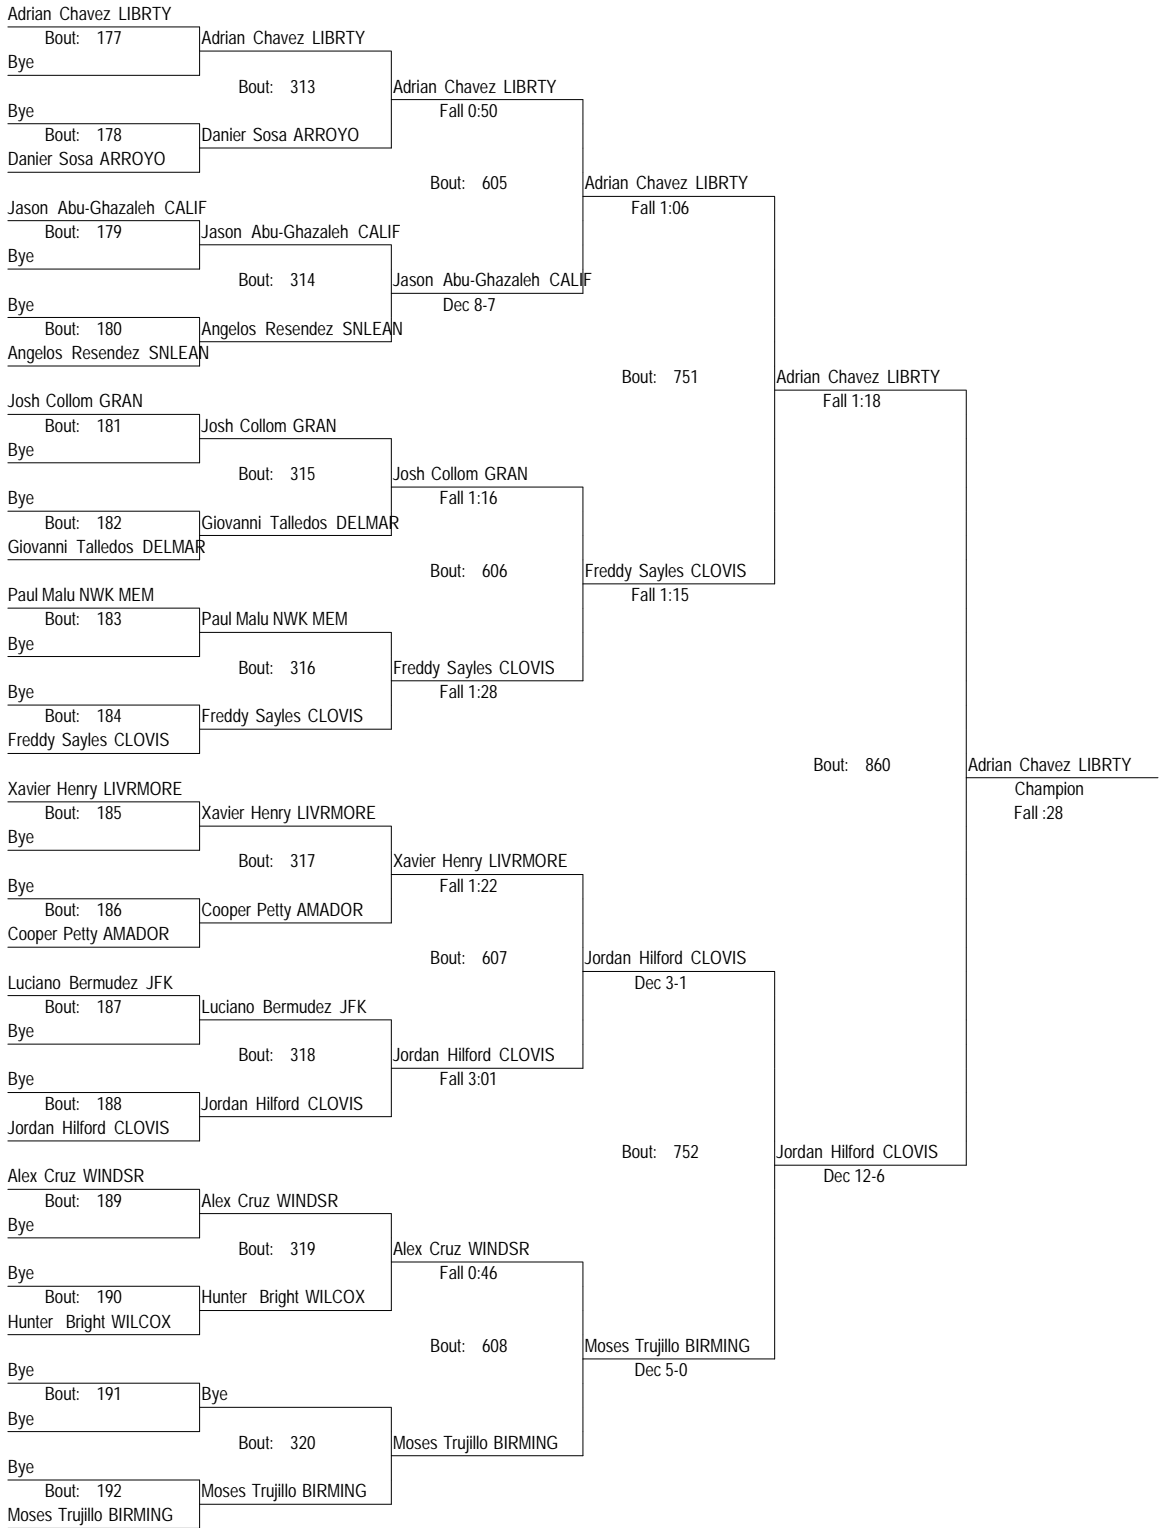 Adrian Chavez LIBRTY
Bout: 177
Adrian Chavez LIBRTY
Bye
Bout: 313
Adrian Chavez LIBRTY
Bye
Fall 0:50
Bout: 178
Danier Sosa ARROYO
Danier Sosa ARROYO
Bout: 605
Adrian Chavez LIBRTY
Jason Abu-Ghazaleh CALIF
Fall 1:06
Bout: 179
Jason Abu-Ghazaleh CALIF
Bye
Bout: 314
Jason Abu-Ghazaleh CALIF
Bye
Dec 8-7
Bout: 180
Angelos Resendez SNLEAN
Angelos Resendez SNLEAN
Bout: 751
Adrian Chavez LIBRTY
Josh Collom GRAN
Fall 1:18
Bout: 181
Josh Collom GRAN
Bye
Bout: 315
Josh Collom GRAN
Bye
Fall 1:16
Bout: 182
Giovanni Talledos DELMAR
Giovanni Talledos DELMAR
Bout: 606
Freddy Sayles CLOVIS
Paul Malu NWK MEM
Fall 1:15
Bout: 183
Paul Malu NWK MEM
Bye
Bout: 316
Freddy Sayles CLOVIS
Bye
Fall 1:28
Bout: 184
Freddy Sayles CLOVIS
Freddy Sayles CLOVIS
Bout: 860
Adrian Chavez LIBRTY
Xavier Henry LIVRMORE
Champion
Bout: 185
Xavier Henry LIVRMORE
Fall :28
Bye
Bout: 317
Xavier Henry LIVRMORE
Bye
Fall 1:22
Bout: 186
Cooper Petty AMADOR
Cooper Petty AMADOR
Bout: 607
Jordan Hilford CLOVIS
Luciano Bermudez JFK
Dec 3-1
Bout: 187
Luciano Bermudez JFK
Bye
Bout: 318
Jordan Hilford CLOVIS
Bye
Fall 3:01
Bout: 188
Jordan Hilford CLOVIS
Jordan Hilford CLOVIS
Bout: 752
Jordan Hilford CLOVIS
Alex Cruz WINDSR
Dec 12-6
Bout: 189
Alex Cruz WINDSR
Bye
Bout: 319
Alex Cruz WINDSR
Bye
Fall 0:46
Bout: 190
Hunter Bright WILCOX
Hunter Bright WILCOX
Bout: 608
Moses Trujillo BIRMING
Bye
Dec 5-0
Bout: 191
Bye
Bye
Bout: 320
Moses Trujillo BIRMING
Bye
Bout: 192
Moses Trujillo BIRMING
Moses Trujillo BIRMING